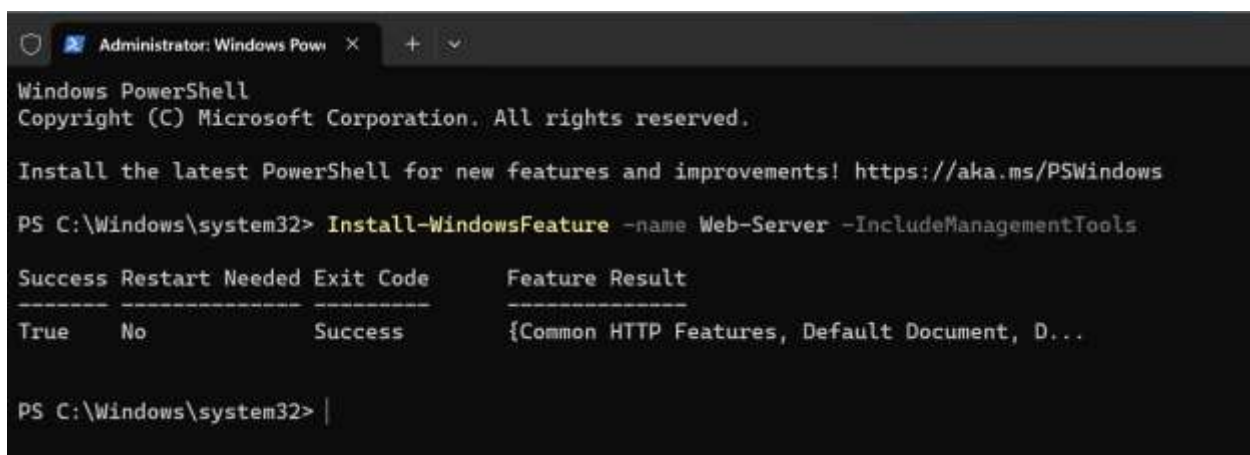 Administrator: Windows Pow
Windows PowerShell
Copyright (C) Microsoft Corporation. All rights reserved.
Install the latest PowerShell for new features and improvements! https://aka.ms/PSWindows
PS C:\Windows\system32> Install-WindowsFeature -name Web-Server -IncludeManagementTools
Success Restart Needed Exit Code      Feature Result
------- -------------- ---------      --------------
True    No             Success        {Common HTTP Features, Default Document, D...
PS C:\Windows\system32>